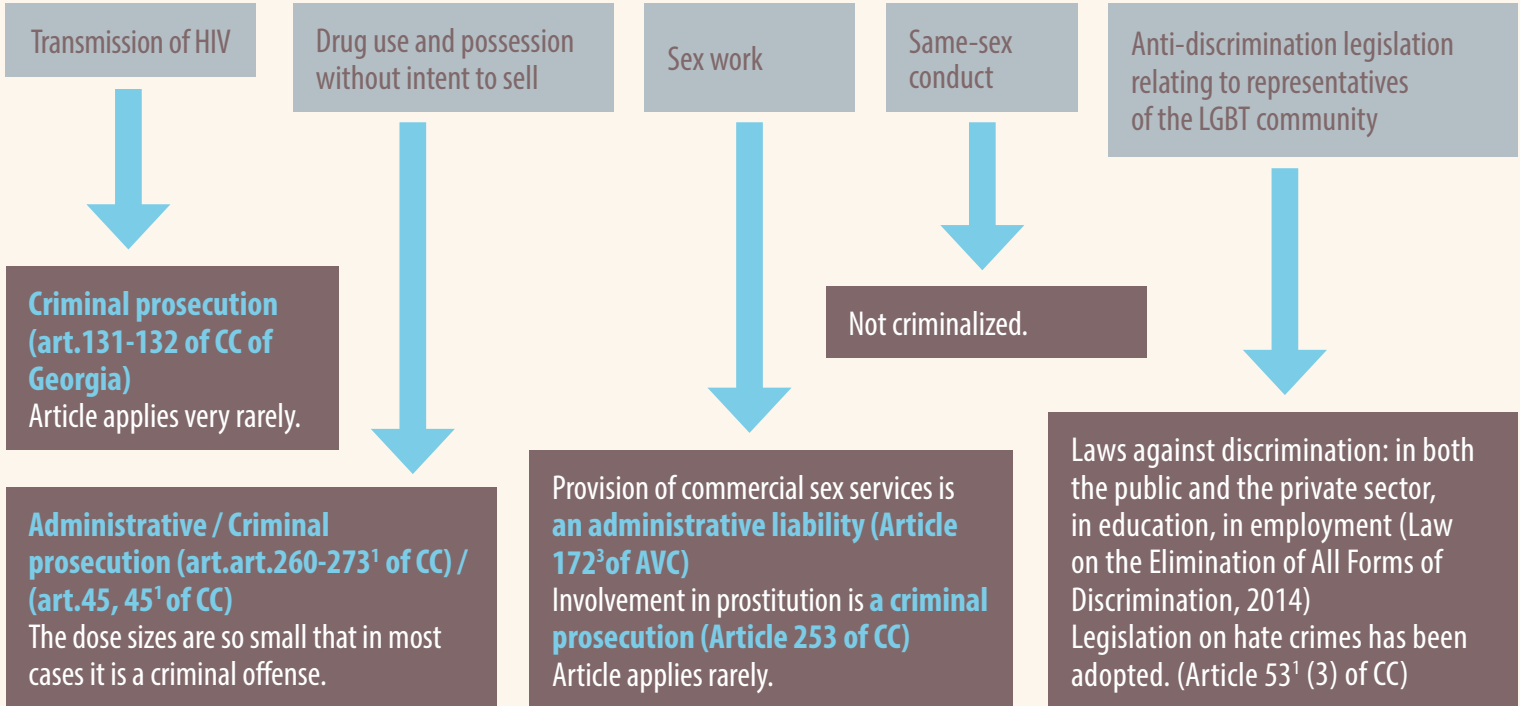 Transmission of HIV
Drug use and possession
without intent to sell
Sex work
Same-sex
conduct
Anti-discrimination legislation
relating to representatives
of the LGBT community
Criminal prosecution
(art.131-132 of CC of
Georgia)
Article applies very rarely.
Administrative / Criminal
prosecution (art.art.260-273¹ of CC) /
(art.45, 45¹ of CC)
The dose sizes are so small that in most
cases it is a criminal offense.
Provision of commercial sex services is
an administrative liability (Article
172³of AVC)
Involvement in prostitution is a criminal
prosecution (Article 253 of CC)
Article applies rarely.
Not criminalized.
Laws against discrimination: in both
the public and the private sector,
in education, in employment (Law
on the Elimination of All Forms of
Discrimination, 2014)
Legislation on hate crimes has been
adopted. (Article 53¹ (3) of CC)